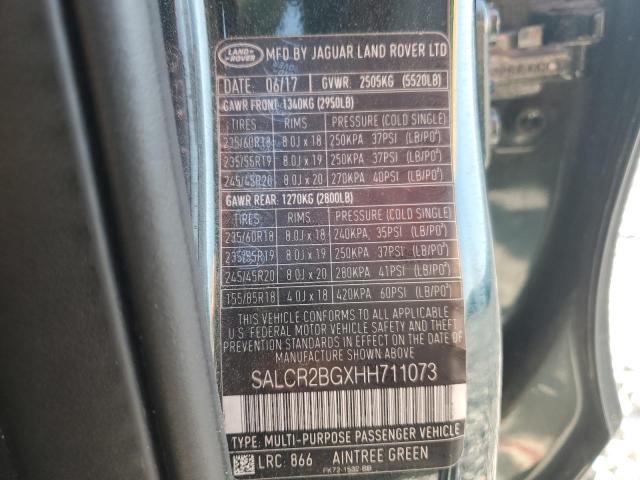 LAND ROVER MFD BY JAGUAR LAND ROVER LTD
DATE: 06/17 GVWR: 2505KG (5520LB)
GAWR FRONT: 1340KG (2950LB)
TIRES RIMS PRESSURE (COLD SINGLE)
235/60R18 8.0J x 18 250KPA 37PSI (LB/PO²)
235/55R19 8.0J x 19 250KPA 37PSI (LB/PO²)
245/45R20 8.0J x 20 270KPA 40PSI (LB/PO²)
GAWR REAR: 1270KG (2800LB)
TIRES RIMS PRESSURE (COLD SINGLE)
235/60R18 8.0J x 18 240KPA 35PSI (LB/PO²)
235/55R19 8.0J x 19 250KPA 37PSI (LB/PO²)
245/45R20 8.0J x 20 280KPA 41PSI (LB/PO²)
155/85R18 4.0J x 18 420KPA 60PSI (LB/PO²)
THIS VEHICLE CONFORMS TO ALL APPLICABLE
U.S. FEDERAL MOTOR VEHICLE SAFETY AND THEFT
PREVENTION STANDARDS IN EFFECT ON THE DATE
OF MANUFACTURE SHOWN ABOVE.
SALCR2BGXHH711073
TYPE: MULTI-PURPOSE PASSENGER VEHICLE
LRC: 866 AINTREE GREEN
FK72-1532-BB